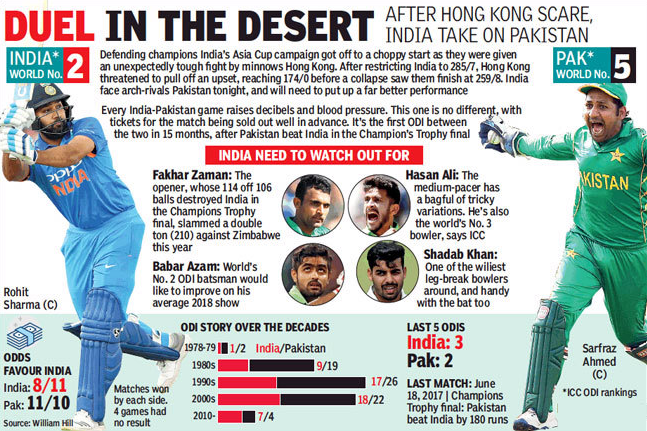 DUEL IN THE DESERT
AFTER HONG KONG SCARE,
INDIA TAKE ON PAKISTAN
INDIA*
WORLD No. 2
Defending champions India's Asia Cup campaign got off to a choppy start as they were given
an unexpectedly tough fight by minnows Hong Kong. After restricting India to 285/7, Hong Kong
threatened to pull off an upset, reaching 174/0 before a collapse saw them finish at 259/8. India
face arch-rivals Pakistan tonight, and will need to put up a far better performance
Every India-Pakistan game raises decibels and blood pressure. This one is no different, with
tickets for the match being sold out well in advance. It's the first ODI between
the two in 15 months, after Pakistan beat India in the Champion's Trophy final
PAK*
WORLD No. 5
INDIA
PAKISTAN
INDIA NEED TO WATCH OUT FOR
Fakhar Zaman: The
opener, whose 114 off 106
balls destroyed India in
the Champions Trophy
final, slammed a double
ton (210) against Zimbabwe
this year
Babar Azam: World's
No. 2 ODI batsman would
like to improve on his
average 2018 show
Hasan Ali: The
medium-pacer has
a bagful of tricky
variations. He's also
the world's No. 3
bowler, says ICC
Shadab Khan:
One of the wiliest
leg-break bowlers
around, and handy
with the bat too
Rohit
Sharma (C)
Sarfraz
Ahmed
(C)
*ICC ODI rankings
ODDS
FAVOUR INDIA
India: 8/11
Pak: 11/10
Source: William Hill
Matches won
by each side.
4 games had
no result
ODI STORY OVER THE DECADES
India/Pakistan
1978-79 1/2
1980s 9/19
1990s 17/26
2000s 18/22
2010- 7/4
LAST 5 ODIS
India: 3
Pak: 2
LAST MATCH: June
18, 2017 | Champions
Trophy final: Pakistan
beat India by 180 runs